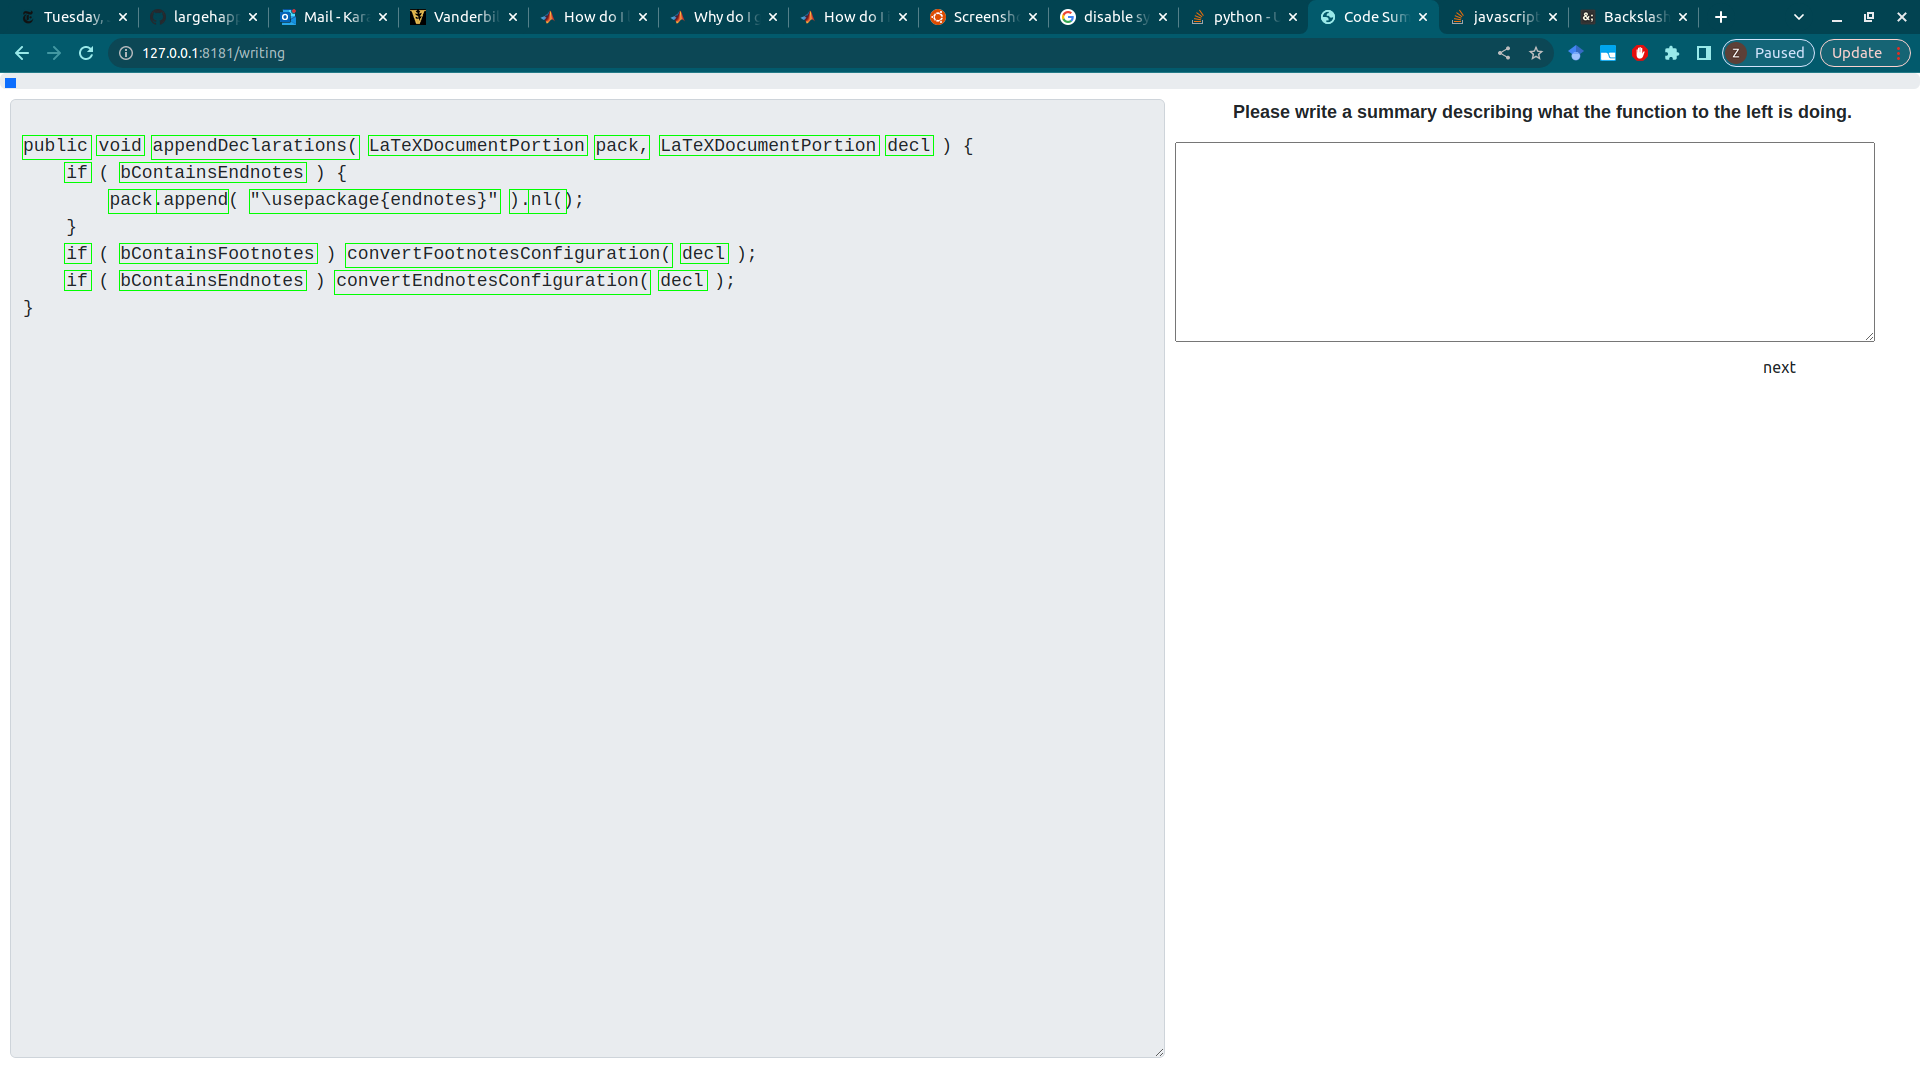 Tuesday,
largehapp
Mail - Kara
Vanderbil
How do I
Why do I g
How do I i
Screensho
disable sy
python - U
Code Sum
javascript
Backslash
127.0.0.1:8181/writing
Z Paused
Update
public void appendDeclarations( LaTeXDocumentPortion pack, LaTeXDocumentPortion decl ) {
if ( bContainsEndnotes ) {
pack.append( "\usepackage{endnotes}" ).nl();
}
if ( bContainsFootnotes ) convertFootnotesConfiguration( decl );
if ( bContainsEndnotes ) convertEndnotesConfiguration( decl );
}
Please write a summary describing what the function to the left is doing.
next